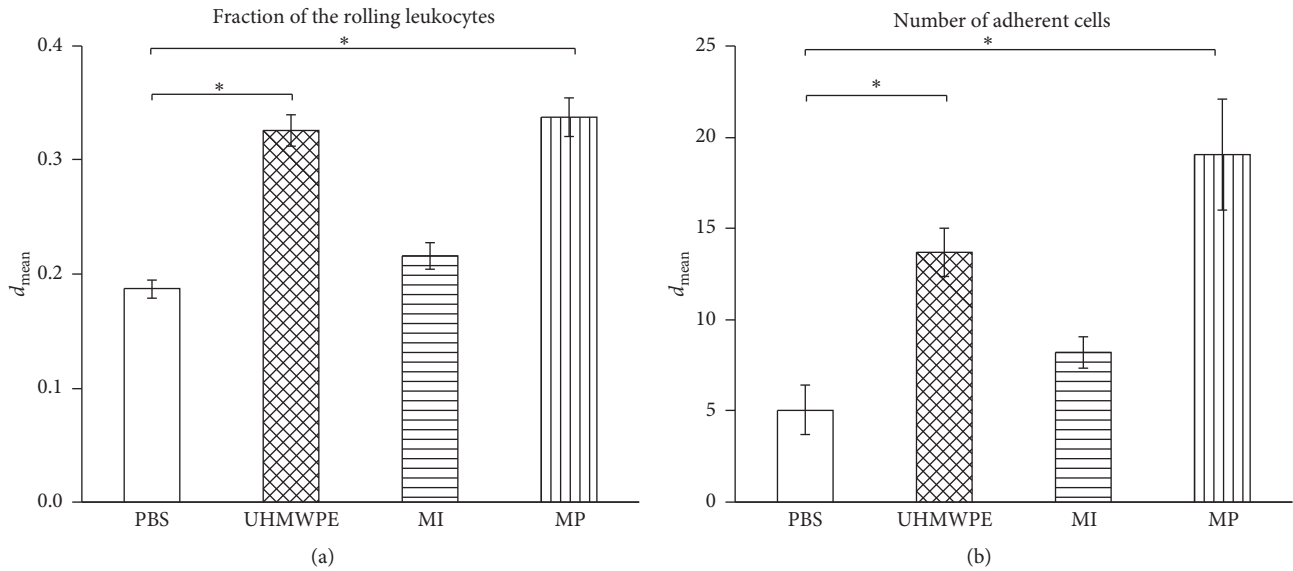 Fraction of the rolling leukocytes
0.4
*
*
0.3
d_mean
0.2
0.1
0.0
PBS UHMWPE MI MP
(a)
Number of adherent cells
25
*
*
20
15
d_mean
10
5
0
PBS UHMWPE MI MP
(b)